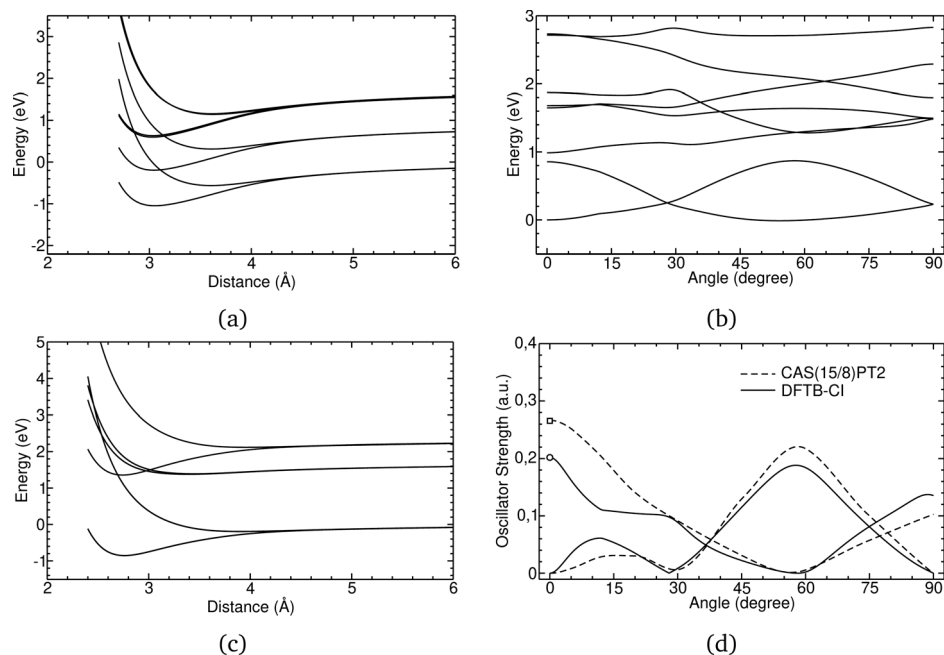 3
2
1
0
-1
-2
Energy (eV)
2 3 4 5 6
Distance (Å)
(a)
3
2
1
0
Energy (eV)
0 15 30 45 60 75 90
Angle (degree)
(b)
5
4
3
2
1
0
-1
Energy (eV)
2 3 4 5 6
Distance (Å)
(c)
0,4
0,3
0,2
0,1
0
Oscillator Strength (a.u.)
CAS(15/8)PT2
DFTB-CI
0 15 30 45 60 75 90
Angle (degree)
(d)